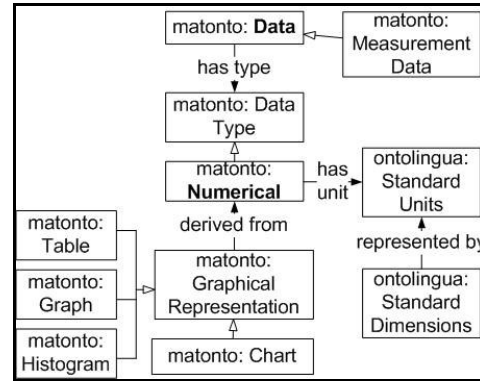 matonto: Data
matonto:
Measurement
Data
has type
matonto: Data
Type
matonto:
Numerical
has
unit
ontolingua:
Standard
Units
matonto:
Table
derived from
represented by
matonto:
Graph
matonto:
Graphical
Representation
ontolingua:
Standard
Dimensions
matonto:
Histogram
matonto: Chart